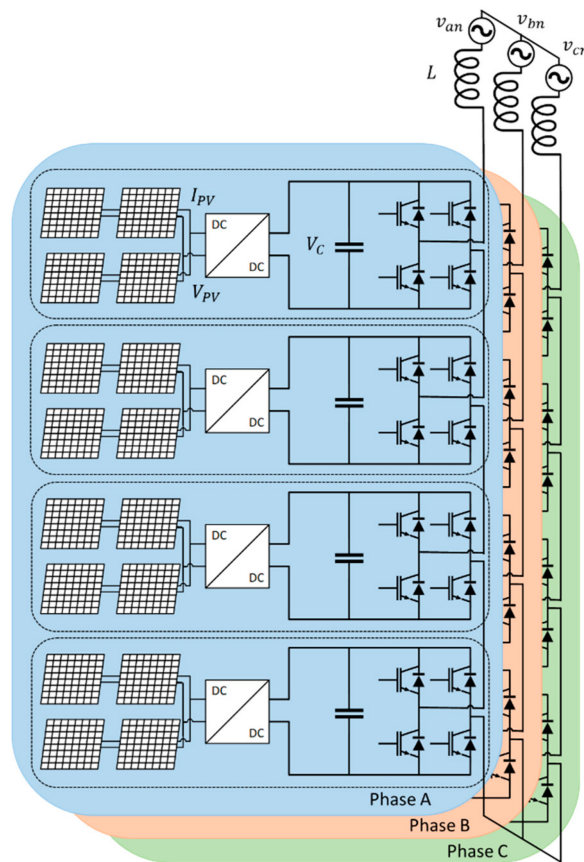 v_an
v_bn
v_cn
L
I_PV
DC
V_C
V_PV
DC
DC
DC
DC
DC
DC
DC
Phase A
Phase B
Phase C